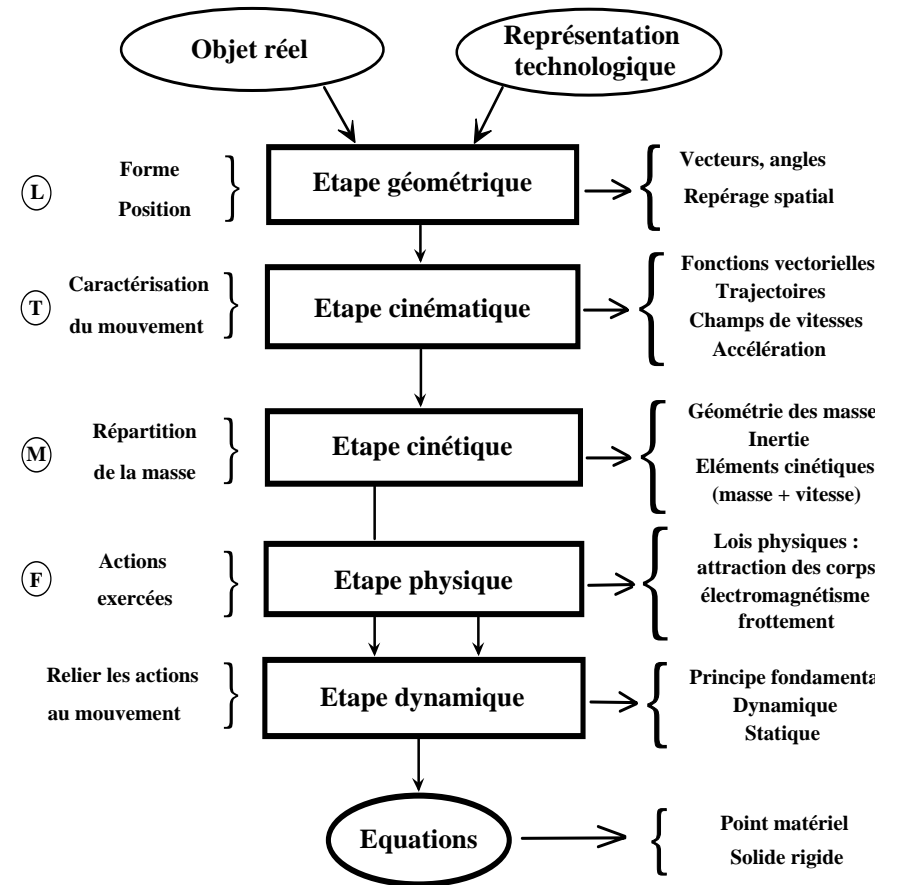 Objet réel
Représentation
technologique
L
Forme
Position
Etape géométrique
Vecteurs, angles
Repérage spatial
T
Caractérisation
du mouvement
Etape cinématique
Fonctions vectorielles
Trajectoires
Champs de vitesses
Accélération
M
Répartition
de la masse
Etape cinétique
Géométrie des masse
Inertie
Eléments cinétiques
(masse + vitesse)
F
Actions
exercées
Etape physique
Lois physiques :
attraction des corps
électromagnétisme
frottement
Relier les actions
au mouvement
Etape dynamique
Principe fondamenta
Dynamique
Statique
Equations
Point matériel
Solide rigide